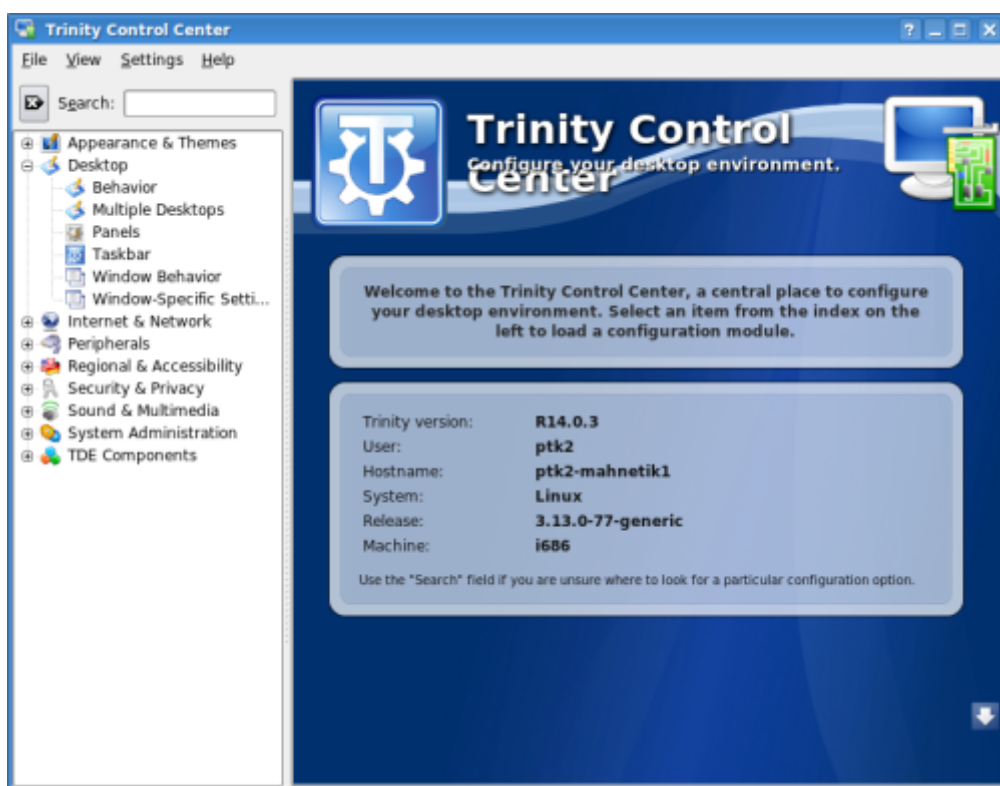 Trinity Control Center
File View Settings Help
Search:
Appearance & Themes
Desktop
Behavior
Multiple Desktops
Panels
Taskbar
Window Behavior
Window-Specific Setti...
Internet & Network
Peripherals
Regional & Accessibility
Security & Privacy
Sound & Multimedia
System Administration
TDE Components
Trinity Control
Center
Configure your desktop environment.
Welcome to the Trinity Control Center, a central place to configure
your desktop environment. Select an item from the index on the
left to load a configuration module.
Trinity version: R14.0.3
User: ptk2
Hostname: ptk2-mahnetik1
System: Linux
Release: 3.13.0-77-generic
Machine: i686
Use the "Search" field if you are unsure where to look for a particular configuration option.